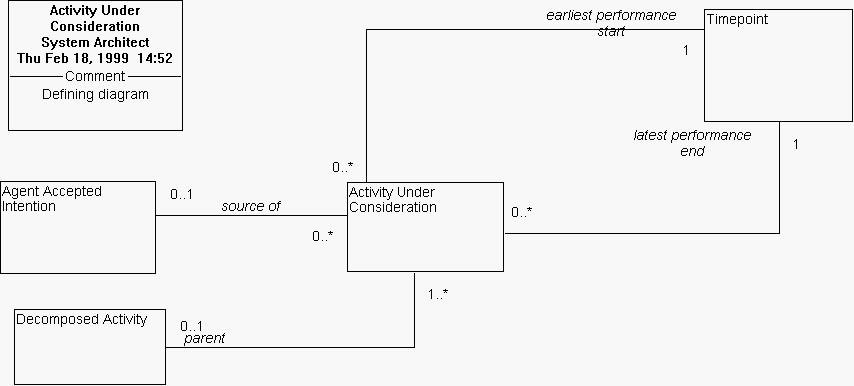 Activity Under
Consideration
System Architect
Thu Feb 18, 1999 14:52
Comment
Defining diagram
earliest performance
start
1
Timepoint
latest performance
end
1
0..*
Agent Accepted
Intention
0..1
source of
0..*
Activity Under
Consideration
0..*
1..*
Decomposed Activity
0..1
parent